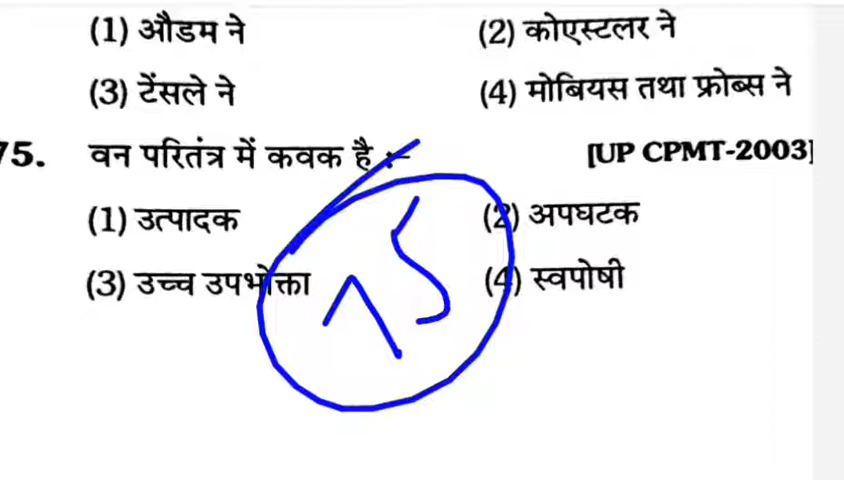 (1) औडम ने (2) कोएस्टलर ने
(3) टेंसले ने (4) मोबियस तथा फ्रोब्स ने
75. वन परितंत्र में कवक है :- [UP CPMT-2003]
(1) उत्पादक (2) अपघटक
(3) उच्च उपभोक्ता (4) स्वपोषी
75